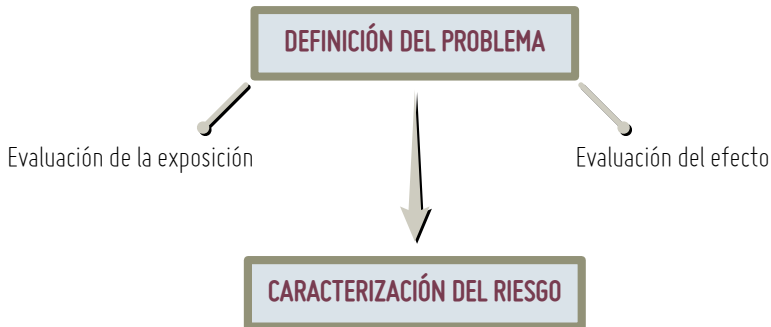 DEFINICIÓN DEL PROBLEMA
Evaluación de la exposición
Evaluación del efecto
CARACTERIZACIÓN DEL RIESGO